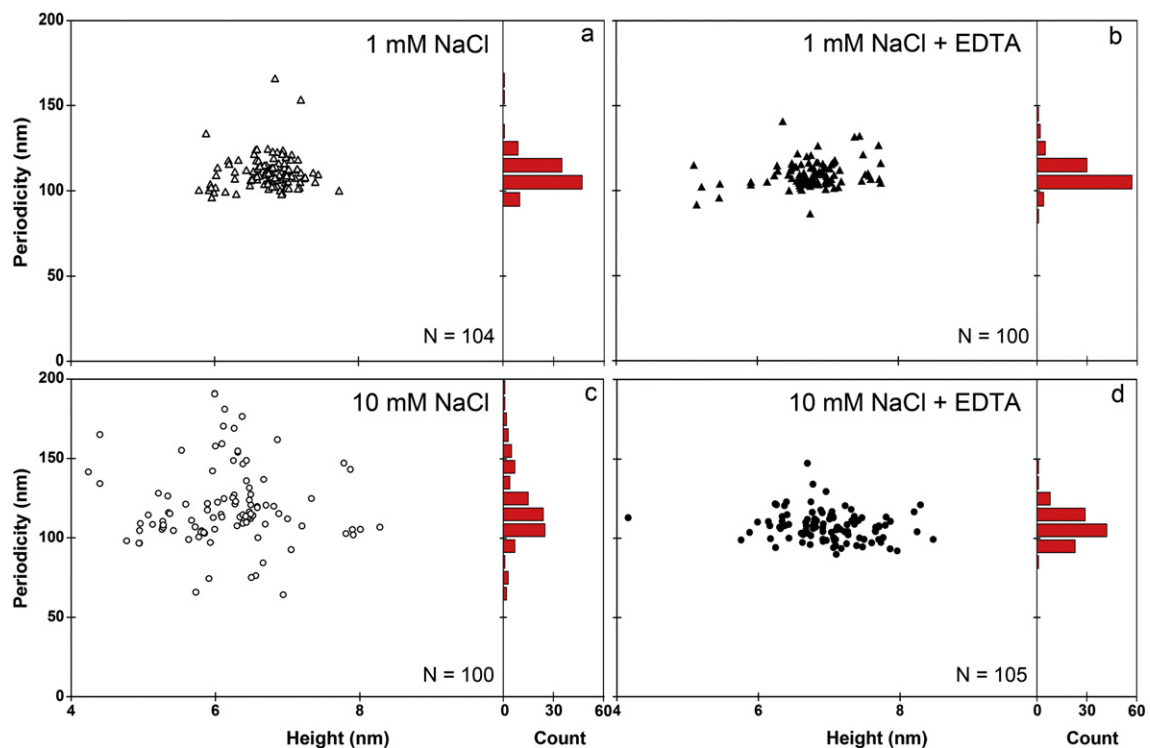 200
150
100
50
0
Periodicity (nm)
1 mM NaCl
a
N = 104
1 mM NaCl + EDTA
b
N = 100
200
150
100
50
0
Periodicity (nm)
10 mM NaCl
c
N = 100
10 mM NaCl + EDTA
d
N = 105
4 6 8 0 30 60 4 6 8 0 30 60
Height (nm) Count Height (nm) Count